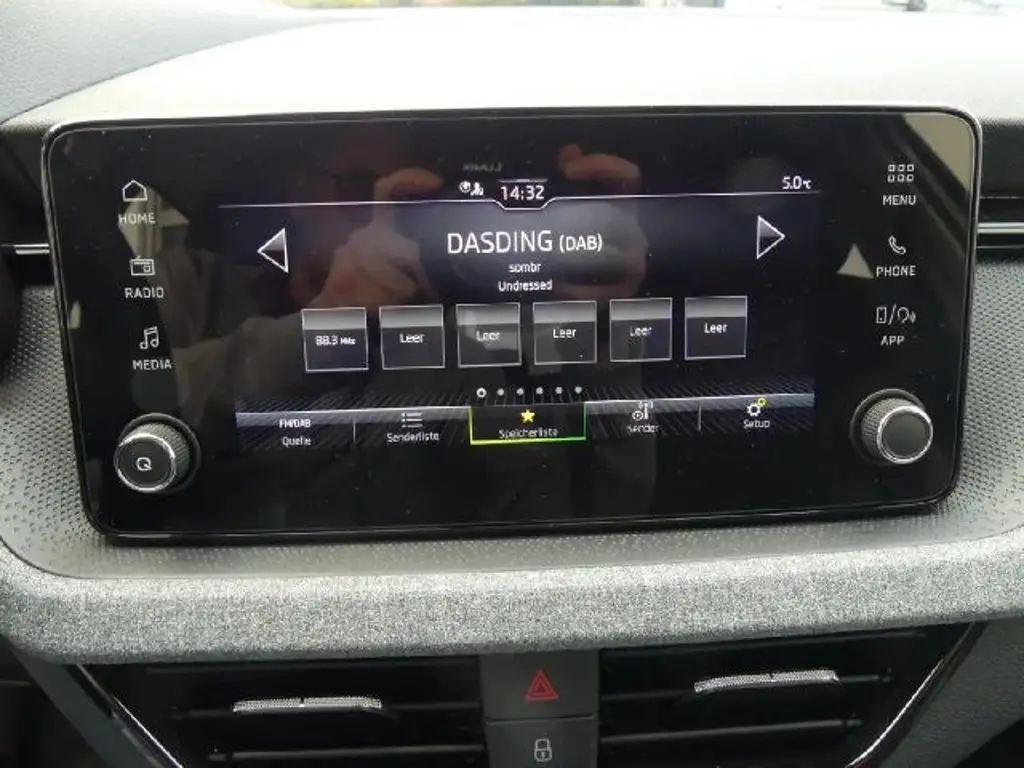 14:32
5.0°C
HOME
MENU
DASDING (DAB)
sombr
Undressed
PHONE
RADIO
88.3 MHz
Leer
Leer
Leer
Leer
Leer
APP
MEDIA
FM/DAB
Quelle
Senderliste
Speicherliste
Sender
Setup